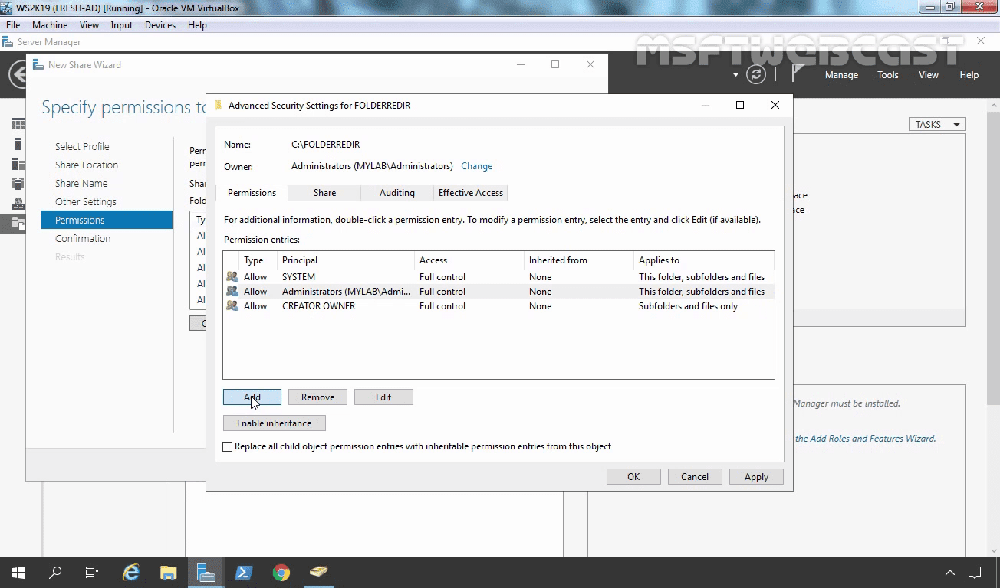 WS2K19 (FRESH-AD) [Running] - Oracle VM VirtualBox
File Machine View Input Devices Help
Server Manager
MSFTWEBCAST
New Share Wizard
Manage Tools View Help
Specify permissions to
Advanced Security Settings for FOLDERREDIR
TASKS
Select Profile
Share Location
Share Name
Other Settings
Permissions
Confirmation
Results
Perm
perm
Shar
Fold
Ty
Al
Al
Al
Al
Al
C
Name: C:\FOLDERREDIR
Owner: Administrators (MYLAB\Administrators) Change
Permissions Share Auditing Effective Access
For additional information, double-click a permission entry. To modify a permission entry, select the entry and click Edit (if available).
Permission entries:
Type Principal Access Inherited from Applies to
Allow SYSTEM Full control None This folder, subfolders and files
Allow Administrators (MYLAB\Admi... Full control None This folder, subfolders and files
Allow CREATOR OWNER Full control None Subfolders and files only
Add Remove Edit
Enable inheritance
Replace all child object permission entries with inheritable permission entries from this object
OK Cancel Apply
ace
ce
Manager must be installed.
the Add Roles and Features Wizard.